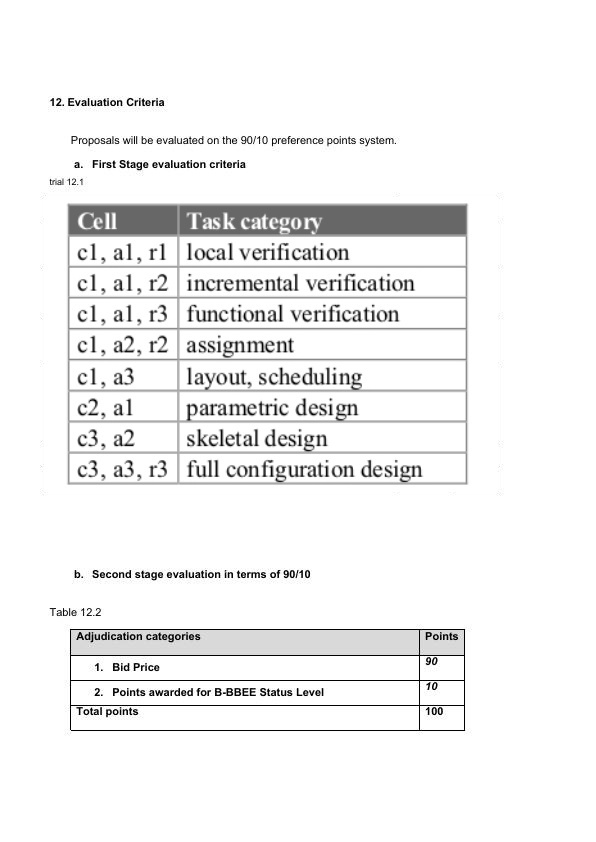 12. Evaluation Criteria
Proposals will be evaluated on the 90/10 preference points system.
a. First Stage evaluation criteria
trial 12.1
Cell Task category
c1, a1, r1 local verification
c1, a1, r2 incremental verification
c1, a1, r3 functional verification
c1, a2, r2 assignment
c1, a3 layout, scheduling
c2, a1 parametric design
c3, a2 skeletal design
c3, a3, r3 full configuration design
b. Second stage evaluation in terms of 90/10
Table 12.2
Adjudication categories Points
1. Bid Price 90
2. Points awarded for B-BBEE Status Level 10
Total points 100